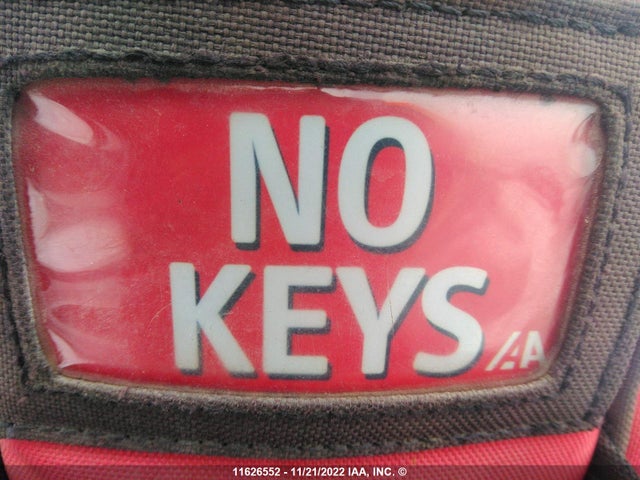 NO
KEYS
IAA
11626552 - 11/21/2022 IAA, INC. ©